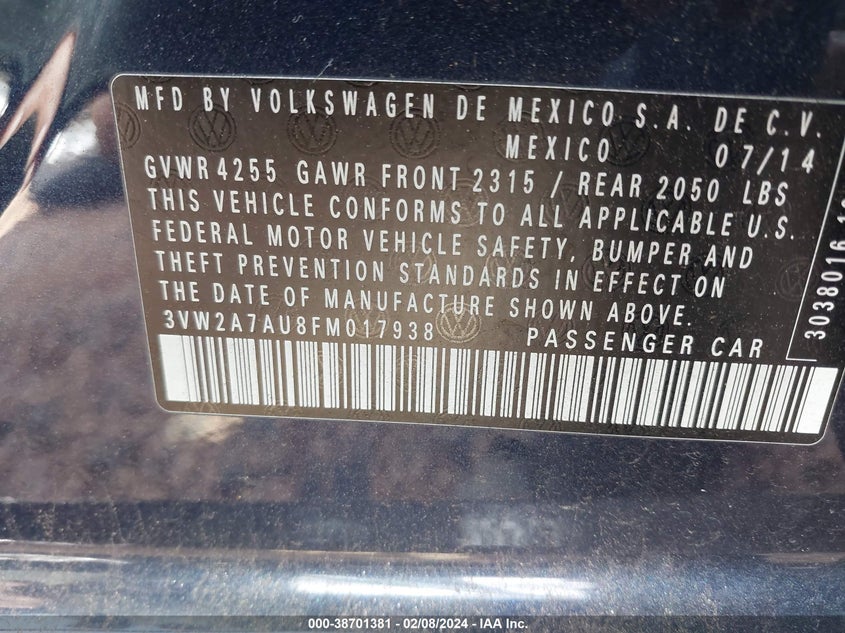 MFD BY VOLKSWAGEN DE MEXICO S.A. DE C.V.
MEXICO 07/14
GVWR 4255 GAWR FRONT 2315 / REAR 2050 LBS
THIS VEHICLE CONFORMS TO ALL APPLICABLE U.S.
FEDERAL MOTOR VEHICLE SAFETY, BUMPER AND
THEFT PREVENTION STANDARDS IN EFFECT ON
THE DATE OF MANUFACTURE SHOWN ABOVE.
3VW2A7AU8FM017938 PASSENGER CAR
3038016
000-38701381 - 02/08/2024 - IAA Inc.